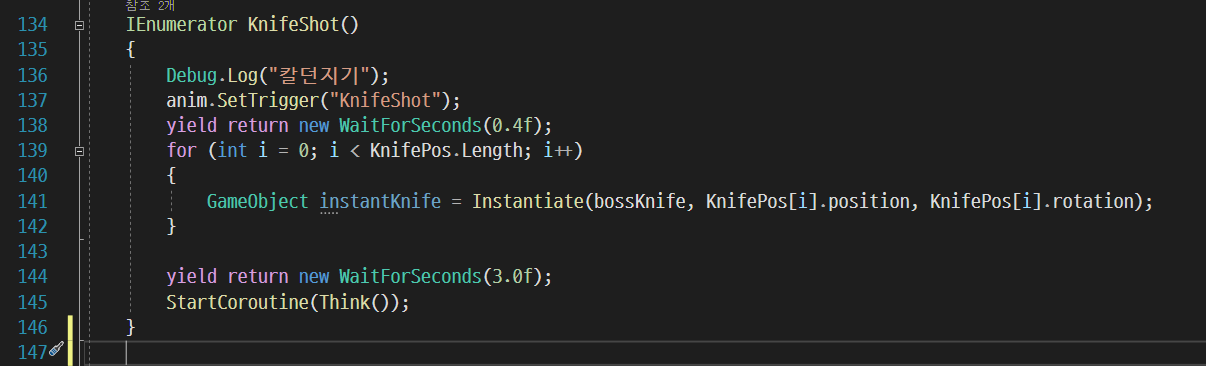 참조 2개
134 IEnumerator KnifeShot()
135 {
136 Debug.Log("칼던지기");
137 anim.SetTrigger("KnifeShot");
138 yield return new WaitForSeconds(0.4f);
139 for (int i = 0; i < KnifePos.Length; i++)
140 {
141 GameObject instantKnife = Instantiate(bossKnife, KnifePos[i].position, KnifePos[i].rotation);
142 }
143
144 yield return new WaitForSeconds(3.0f);
145 StartCoroutine(Think());
146 }
147